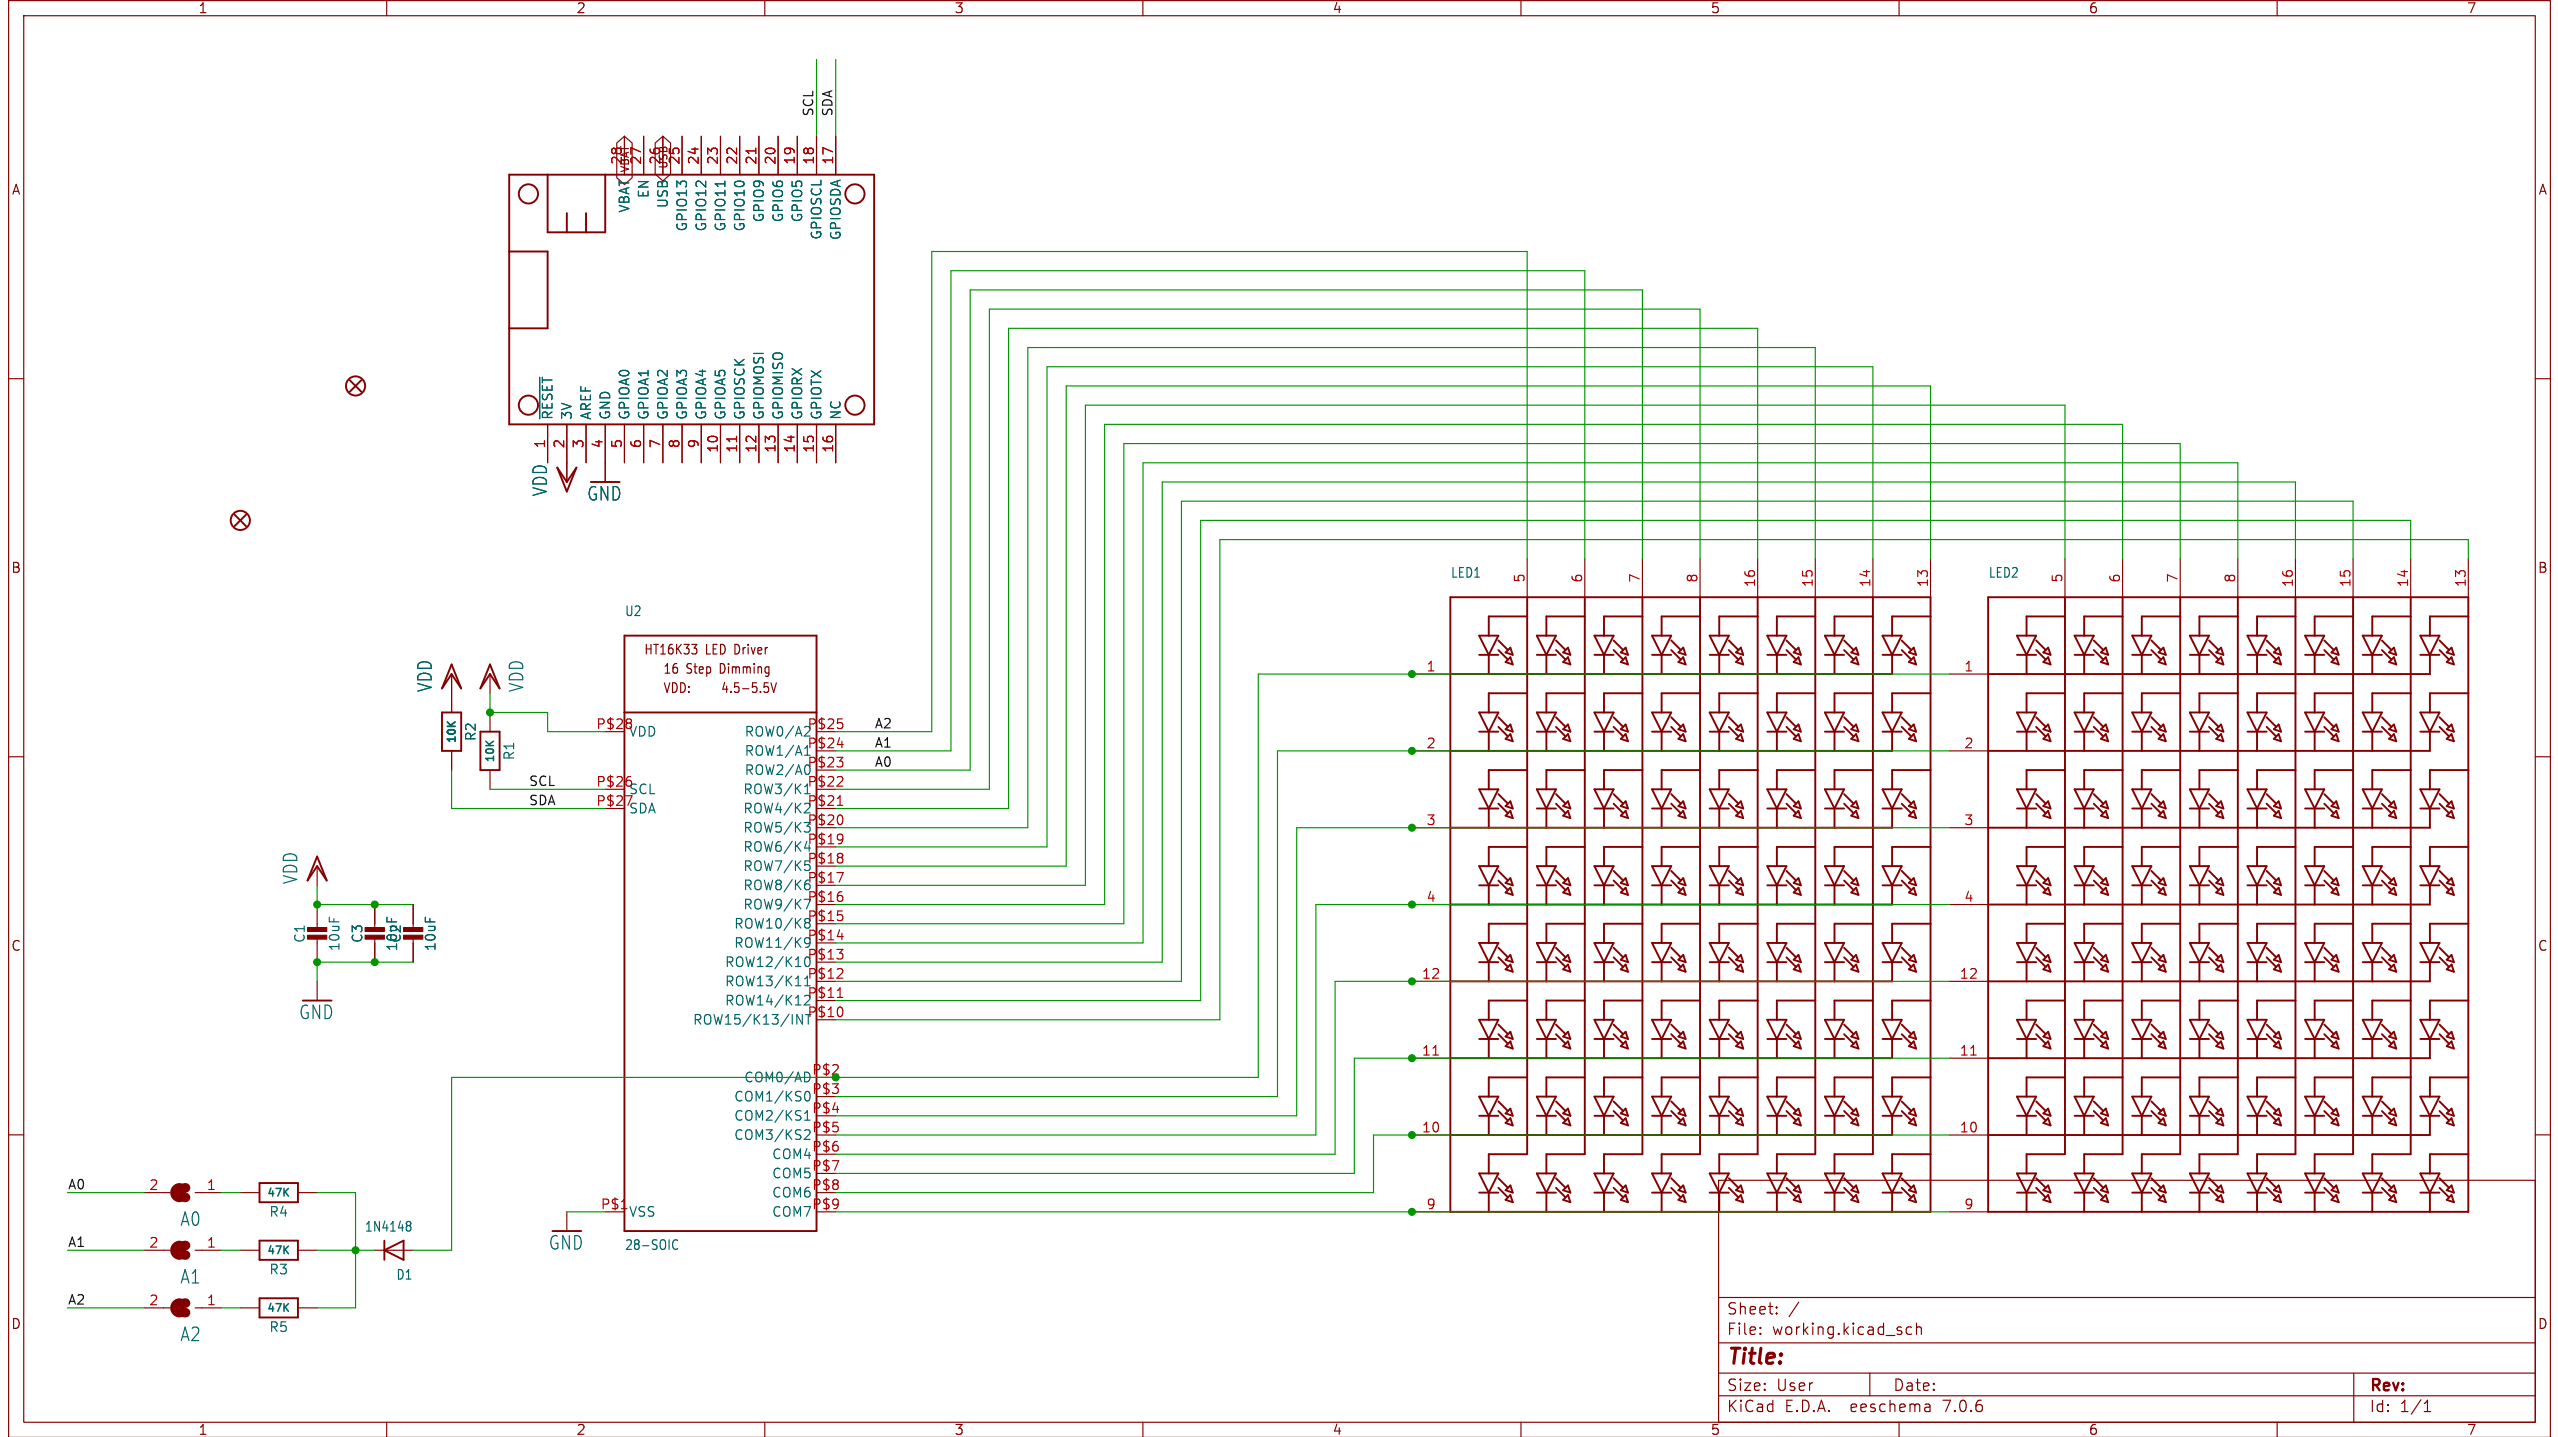 1 2 3 4 5 6 7
A
A
B
B
C
C
D
D
SCL
SDA
28 27 26 25 24 23 22 21 20 19 18 17
VBAT
USB
VBAT
EN
USB
GPIO13
GPIO12
GPIO11
GPIO10
GPIO9
GPIO6
GPIO5
GPIOSCL
GPIOSDA
RESET
3V
AREF
GND
GPIOA0
GPIOA1
GPIOA2
GPIOA3
GPIOA4
GPIOA5
GPIOSCK
GPIOMOSI
GPIOMISO
GPIORX
GPIOTX
NC
1 2 3 4 5 6 7 8 9 10 11 12 13 14 15 16
VDD
GND
LED1
5 6 7 8 16 15 14 13
1
2
3
4
12
11
10
9
LED2
5 6 7 8 16 15 14 13
1
2
3
4
12
11
10
9
U2
HT16K33 LED Driver
16 Step Dimming
VDD: 4.5-5.5V
VDD
VDD
10K
R2
10K
R1
P$28
VDD
SCL
P$26
SCL
SDA
P$27
SDA
ROW0/A2 P$25 A2
ROW1/A1 P$24 A1
ROW2/A0 P$23 A0
ROW3/K1 P$22
ROW4/K2 P$21
ROW5/K3 P$20
ROW6/K4 P$19
ROW7/K5 P$18
ROW8/K6 P$17
ROW9/K7 P$16
ROW10/K8 P$15
ROW11/K9 P$14
ROW12/K10 P$13
ROW13/K11 P$12
ROW14/K12 P$11
ROW15/K13/INT P$10
COM0/AD P$2
COM1/KS0 P$3
COM2/KS1 P$4
COM3/KS2 P$5
COM4 P$6
COM5 P$7
COM6 P$8
COM7 P$9
P$1
VSS
GND
28-SOIC
VDD
C1
10uF
C3
10uF
C2
10uF
GND
A0 2 1 47K
A0 R4
A1 2 1 47K
A1 R3
A2 2 1 47K
A2 R5
1N4148
D1
Sheet: /
File: working.kicad_sch
Title:
Size: User Date: Rev:
KiCad E.D.A. eeschema 7.0.6 Id: 1/1
1 2 3 4 5 6 7